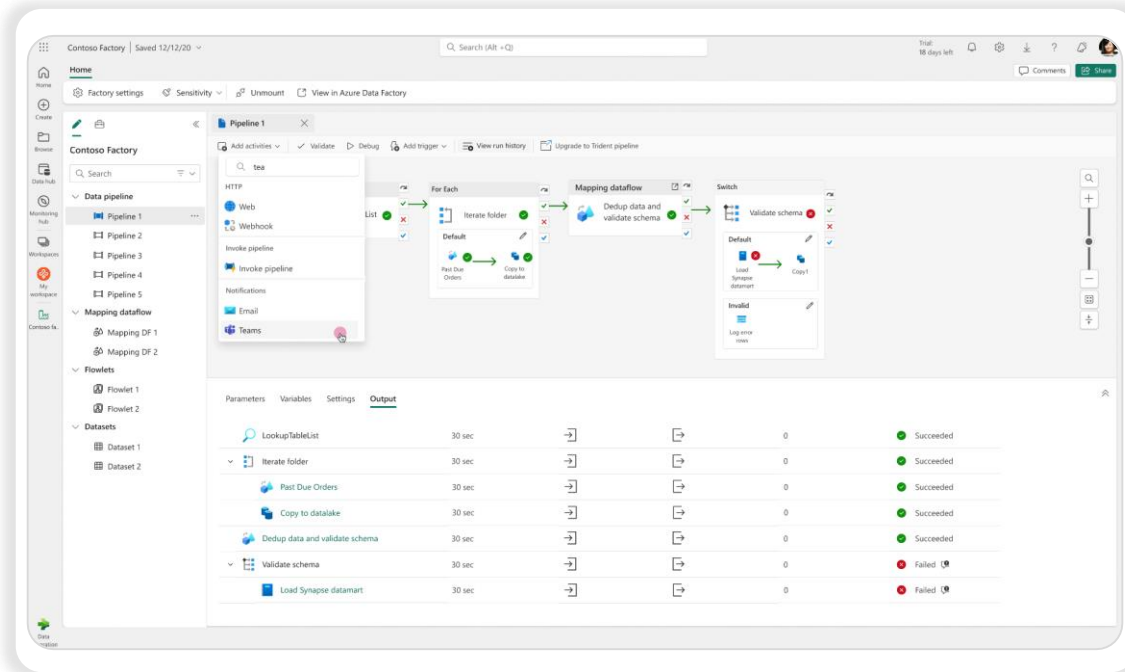 Contoso Factory | Saved 12/12/20
Search (Alt +Q)
Trial:
18 days left
Home
Comments
Share
Factory settings
Sensitivity
Unmount
View in Azure Data Factory
Home
Create
Browse
Data hub
Monitoring
hub
Workspaces
My
workspace
Contoso fa..
Data
Contoso Factory
Search
Data pipeline
Pipeline 1
Pipeline 2
Pipeline 3
Pipeline 4
Pipeline 5
Mapping dataflow
Mapping DF 1
Mapping DF 2
Flowlets
Flowlet 1
Flowlet 2
Datasets
Dataset 1
Dataset 2
Pipeline 1
Add activities
Validate
Debug
Add trigger
View run history
Upgrade to Trident pipeline
tea
HTTP
Web
Webhook
Invoke pipeline
Invoke pipeline
Notifications
Email
Teams
List
For Each
Iterate folder
Default
Past Due
Orders
Copy to
datalake
Mapping dataflow
Dedup data and
validate schema
Switch
Validate schema
Default
Load
Synapse
datamart
Copy1
Invalid
Log error
rows
Parameters Variables Settings Output
LookupTableList 30 sec 0 Succeeded
Iterate folder 30 sec 0 Succeeded
Past Due Orders 30 sec 0 Succeeded
Copy to datalake 30 sec 0 Succeeded
Dedup data and validate schema 30 sec 0 Succeeded
Validate schema 30 sec 0 Failed
Load Synapse datamart 30 sec 0 Failed